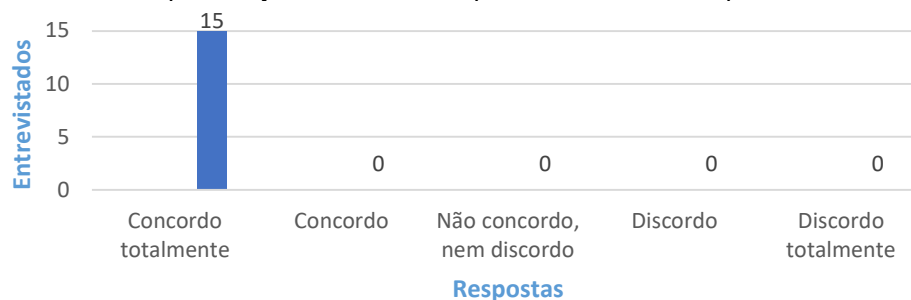 15
15
10
5
0
0
0
0
0
Entrevistados
Concordo
totalmente
Concordo
Não concordo,
nem discordo
Discordo
Discordo
totalmente
Respostas